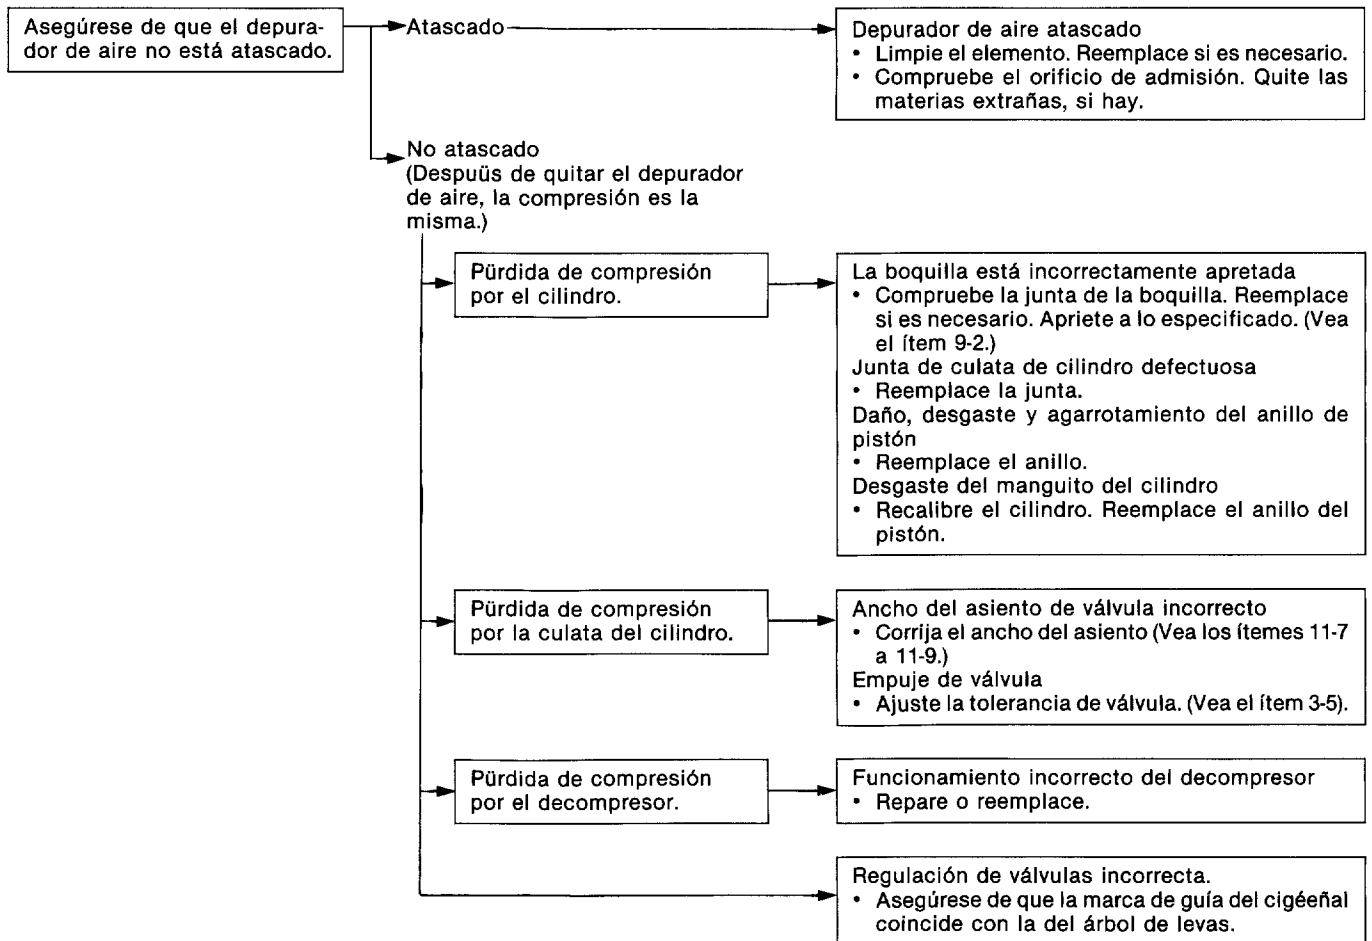 Asegúrese de que el depura-
dor de aire no está atascado.
Atascado
Depurador de aire atascado
• Limpie el elemento. Reemplace si es necesario.
• Compruebe el orificio de admisión. Quite las
materias extrañas, si hay.
No atascado
(Despuüs de quitar el depurador
de aire, la compresión es la
misma.)
Pürdida de compresión
por el cilindro.
La boquilla está incorrectamente apretada
• Compruebe la junta de la boquilla. Reemplace
si es necesario. Apriete a lo especificado. (Vea
el ítem 9-2.)
Junta de culata de cilindro defectuosa
• Reemplace la junta.
Daño, desgaste y agarrotamiento del anillo de
pistón
• Reemplace el anillo.
Desgaste del manguito del cilindro
• Recalibre el cilindro. Reemplace el anillo del
pistón.
Pürdida de compresión
por la culata del cilindro.
Ancho del asiento de válvula incorrecto
• Corrija el ancho del asiento (Vea los ítemes 11-7
a 11-9.)
Empuje de válvula
• Ajuste la tolerancia de válvula. (Vea el ítem 3-5).
Pürdida de compresión
por el decompresor.
Funcionamiento incorrecto del decompresor
• Repare o reemplace.
Regulación de válvulas incorrecta.
• Asegúrese de que la marca de guía del cigéeñal
coincide con la del árbol de levas.